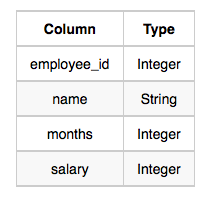 Column Type
employee_id Integer
name String
months Integer
salary Integer